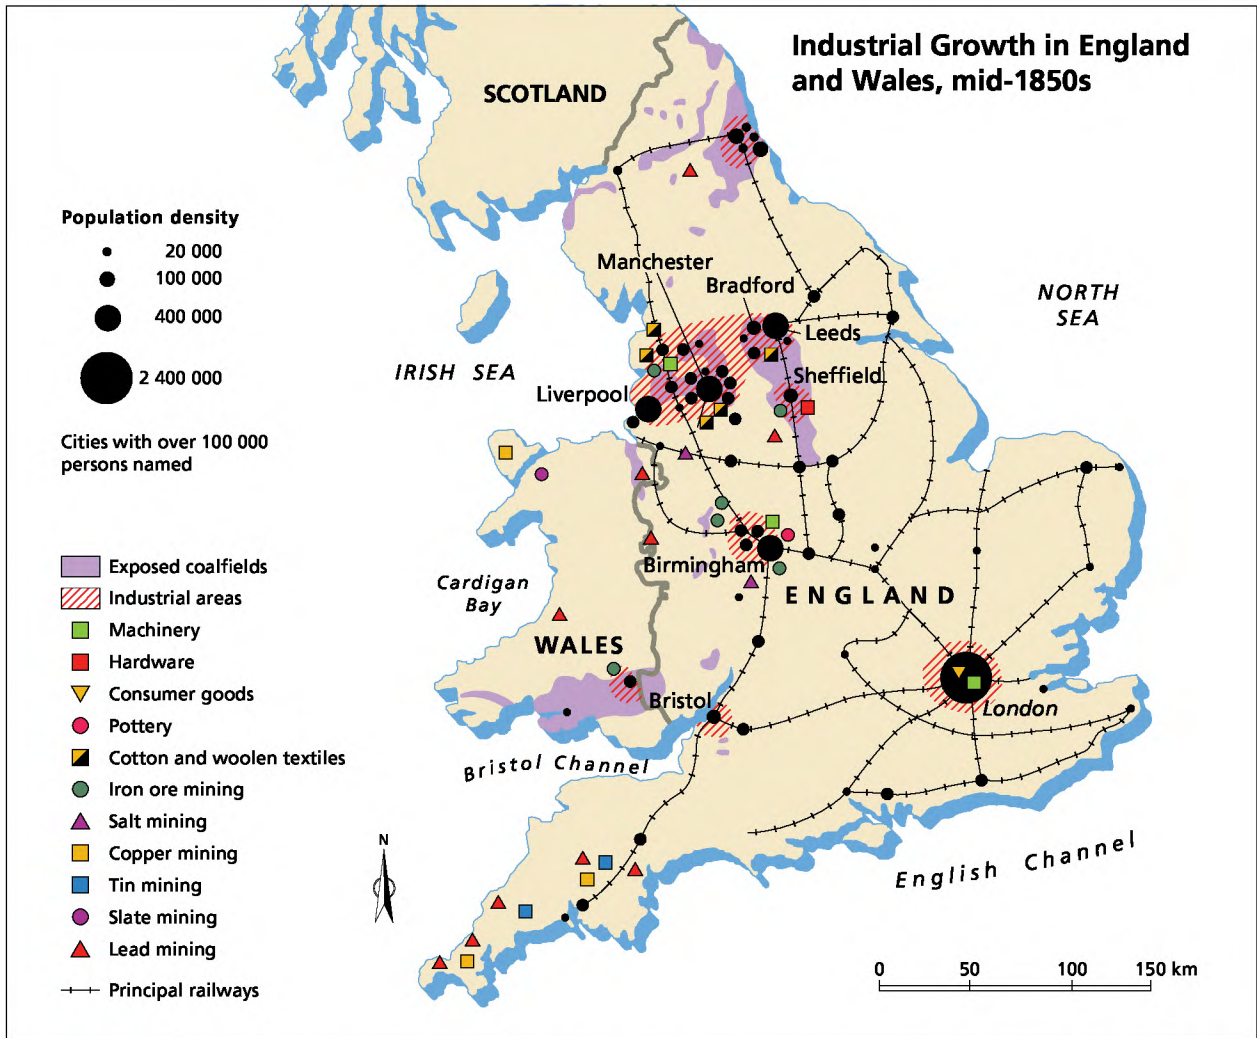 Industrial Growth in England
and Wales, mid-1850s
SCOTLAND
Population density
20 000
100 000
400 000
2 400 000
Cities with over 100 000
persons named
Manchester
Bradford
Leeds
NORTH
SEA
IRISH SEA
Liverpool
Sheffield
Exposed coalfields
Industrial areas
Machinery
Hardware
Consumer goods
Pottery
Cotton and woolen textiles
Iron ore mining
Salt mining
Copper mining
Tin mining
Slate mining
Lead mining
Principal railways
Cardigan
Bay
Birmingham
ENGLAND
WALES
Bristol
London
Bristol Channel
English Channel
N
0 50 100 150 km